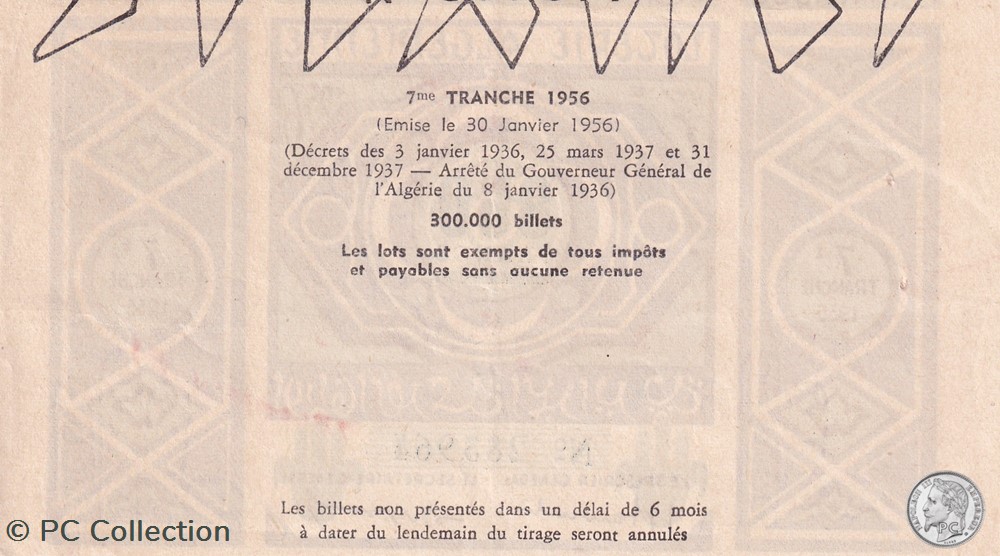 7me TRANCHE 1956
(Emise le 30 Janvier 1956)
(Décrets des 3 janvier 1936, 25 mars 1937 et 31
décembre 1937 — Arrêté du Gouverneur Général de
l'Algérie du 8 janvier 1936)
300.000 billets
Les lots sont exempts de tous impôts
et payables sans aucune retenue
Les billets non présentés dans un délai de 6 mois
à dater du lendemain du tirage seront annulés
© PC Collection
PC